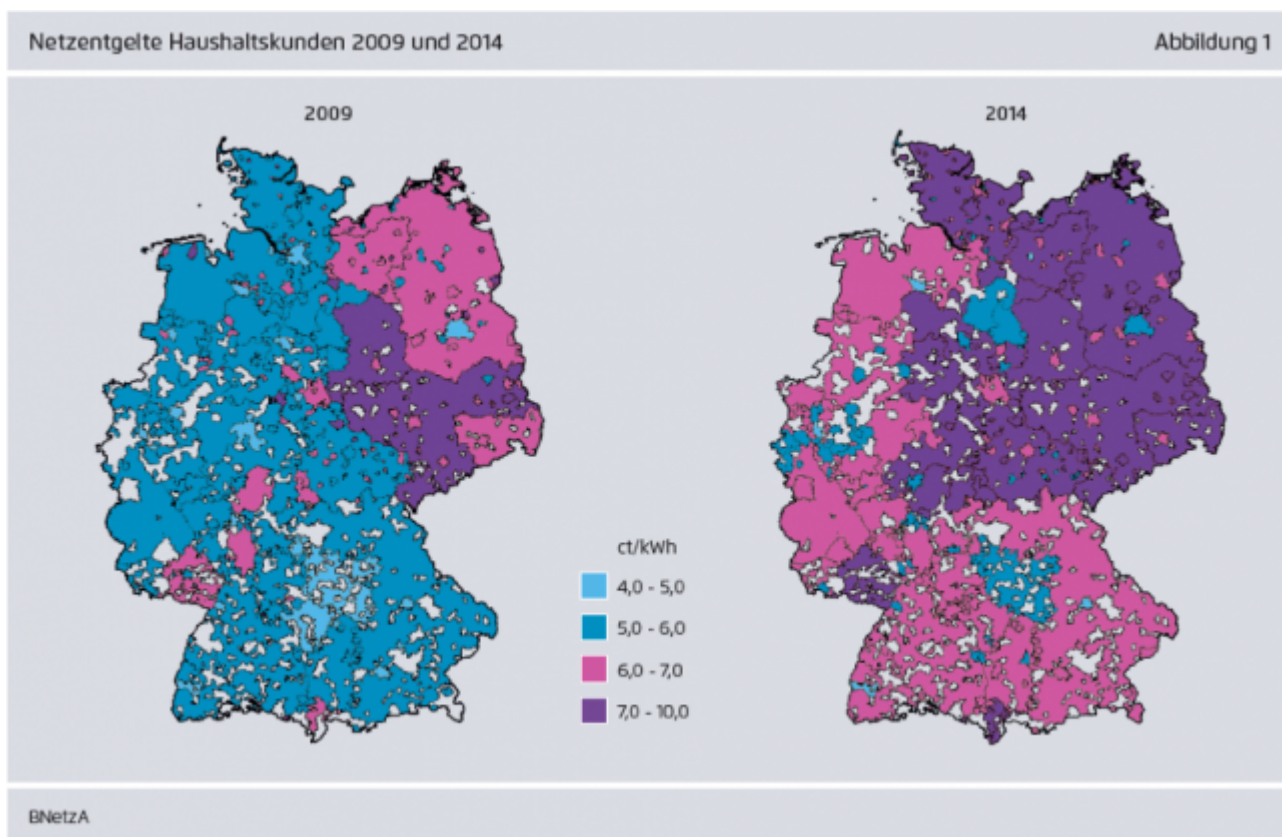 Netzentgelte Haushaltskunden 2009 und 2014 Abbildung 1
2009 2014
ct/kWh
4,0 - 5,0
5,0 - 6,0
6,0 - 7,0
7,0 - 10,0
BNetzA